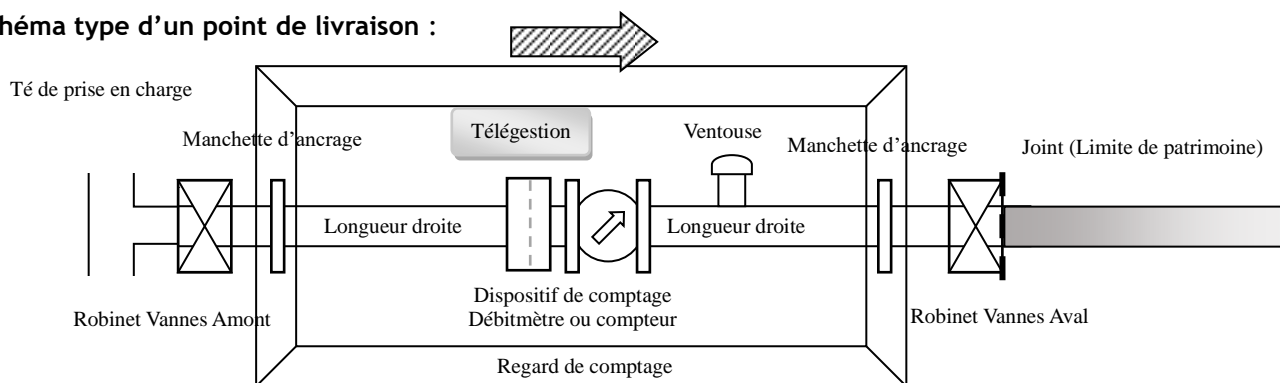 héma type d'un point de livraison :
Té de prise en charge
Manchette d'ancrage
Télégestion
Ventouse
Manchette d'ancrage
Joint (Limite de patrimoine)
Longueur droite
Longueur droite
Dispositif de comptage
Débitmètre ou compteur
Robinet Vannes Amont
Robinet Vannes Aval
Regard de comptage